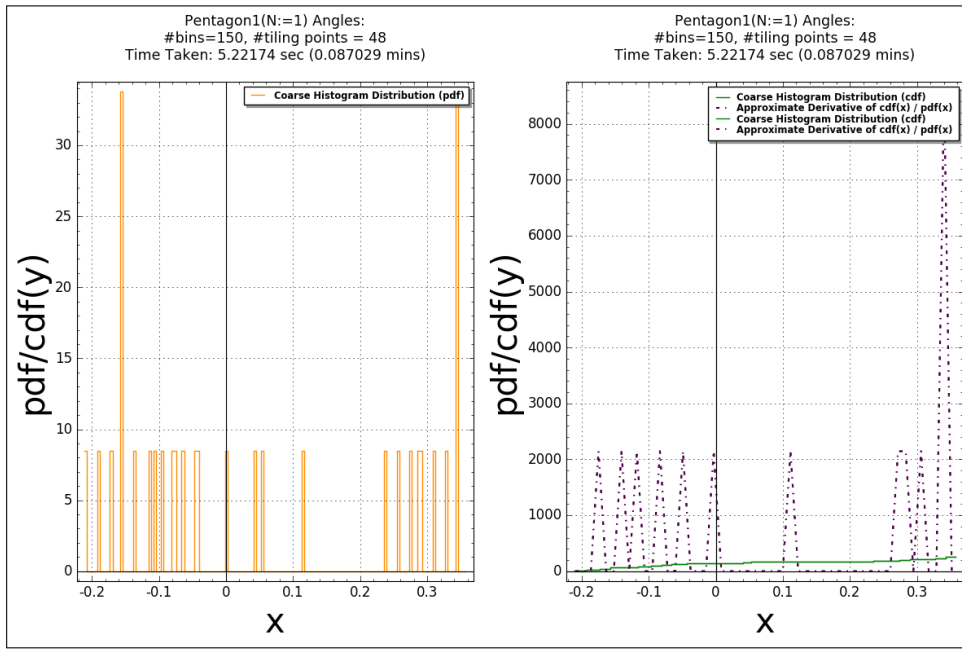 Pentagon1(N:=1) Angles:
#bins=150, #tiling points = 48
Time Taken: 5.22174 sec (0.087029 mins)
Coarse Histogram Distribution (pdf)
30
25
20
15
10
5
0
-0.2
-0.1
0
0.1
0.2
0.3
pdf/cdf(y)
x
Pentagon1(N:=1) Angles:
#bins=150, #tiling points = 48
Time Taken: 5.22174 sec (0.087029 mins)
Coarse Histogram Distribution (cdf)
Approximate Derivative of cdf(x) / pdf(x)
Coarse Histogram Distribution (cdf)
Approximate Derivative of cdf(x) / pdf(x)
8000
7000
6000
5000
4000
3000
2000
1000
0
-0.2
-0.1
0
0.1
0.2
0.3
pdf/cdf(y)
x